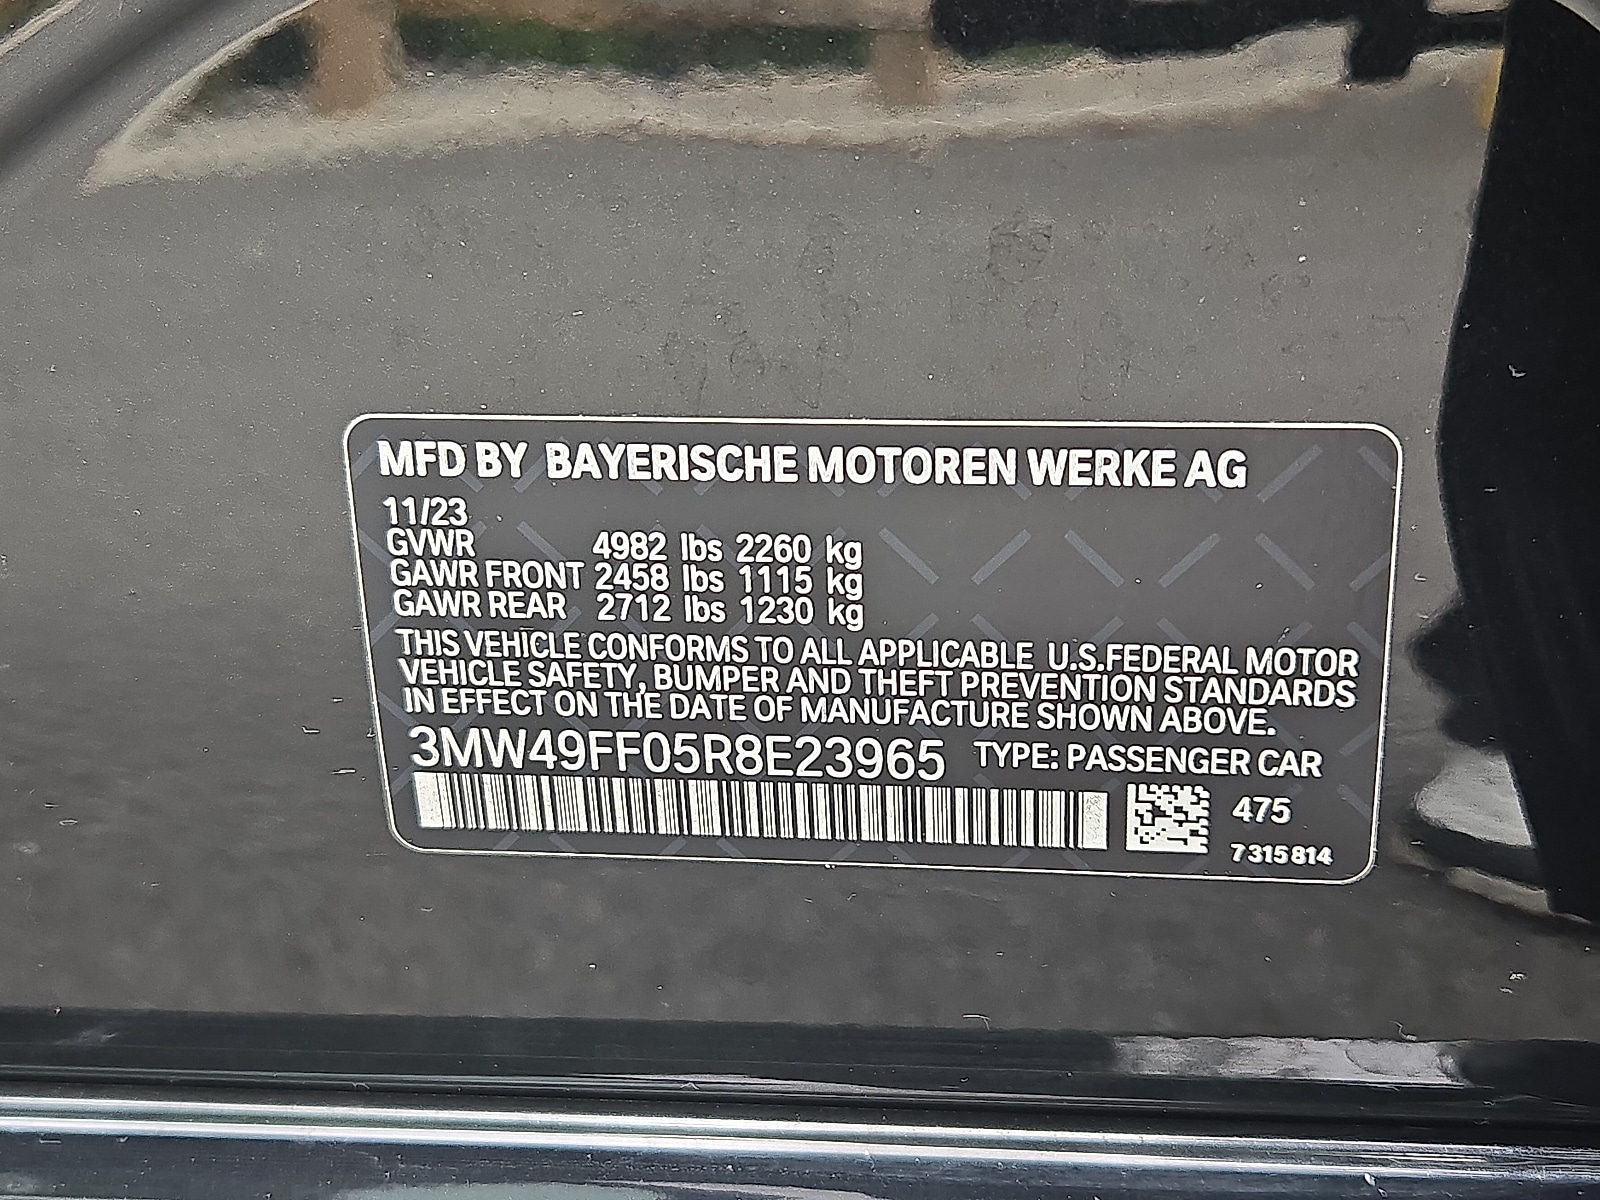 MFD BY BAYERISCHE MOTOREN WERKE AG
11/23
GVWR 4982 lbs 2260 kg
GAWR FRONT 2458 lbs 1115 kg
GAWR REAR 2712 lbs 1230 kg
THIS VEHICLE CONFORMS TO ALL APPLICABLE U.S.FEDERAL MOTOR
VEHICLE SAFETY, BUMPER AND THEFT PREVENTION STANDARDS
IN EFFECT ON THE DATE OF MANUFACTURE SHOWN ABOVE.
3MW49FF05R8E23965 TYPE: PASSENGER CAR
475
7315814